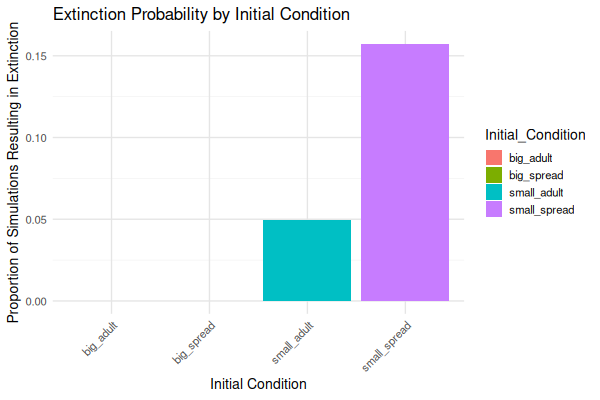 Extinction Probability by Initial Condition
Proportion of Simulations Resulting in Extinction
0.15
0.10
0.05
0.00
big_adult
big_spread
small_adult
small_spread
Initial Condition
Initial_Condition
big_adult
big_spread
small_adult
small_spread